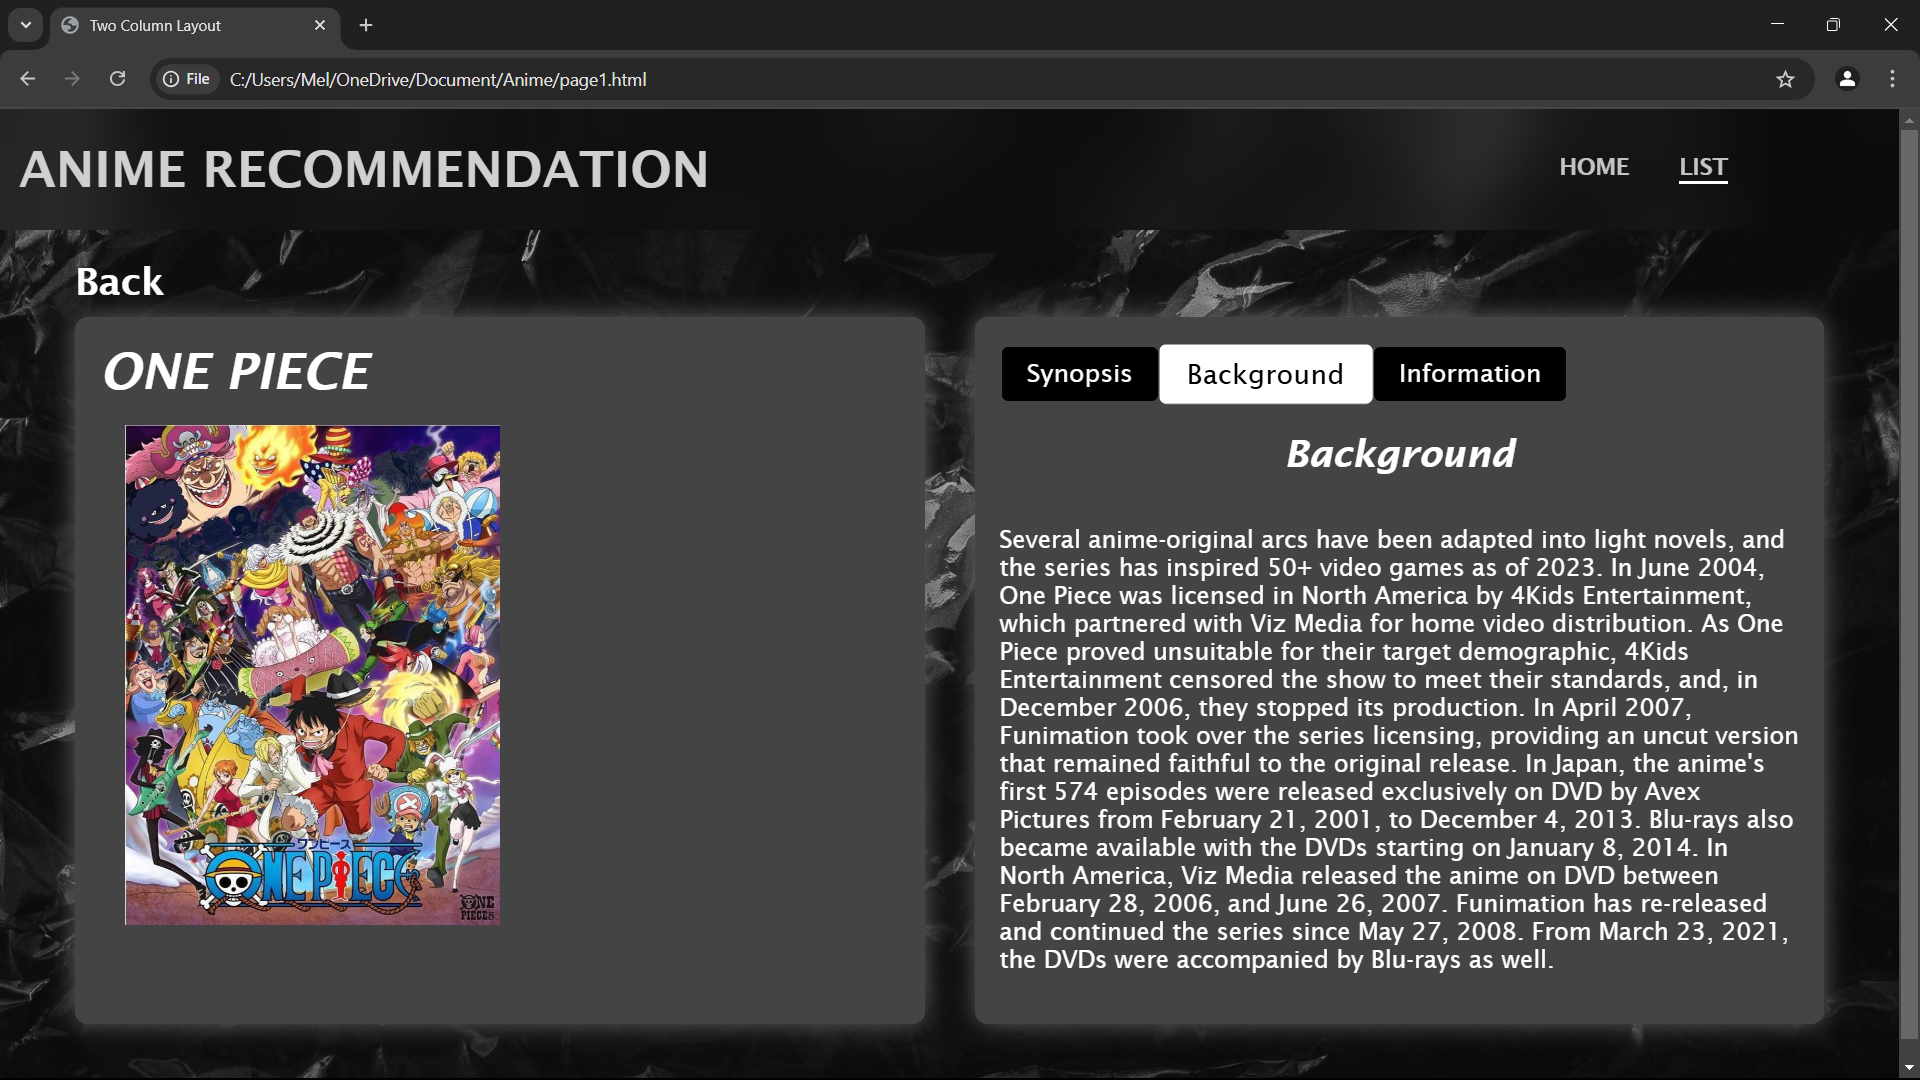 Two Column Layout
File
C:/Users/Mel/OneDrive/Document/Anime/page1.html
ANIME RECOMMENDATION
HOME
LIST
Back
ONE PIECE
ワンピース
ONE PIECE
ONE
PIECE
Synopsis
Background
Information
Background
Several anime-original arcs have been adapted into light novels, and
the series has inspired 50+ video games as of 2023. In June 2004,
One Piece was licensed in North America by 4Kids Entertainment,
which partnered with Viz Media for home video distribution. As One
Piece proved unsuitable for their target demographic, 4Kids
Entertainment censored the show to meet their standards, and, in
December 2006, they stopped its production. In April 2007,
Funimation took over the series licensing, providing an uncut version
that remained faithful to the original release. In Japan, the anime's
first 574 episodes were released exclusively on DVD by Avex
Pictures from February 21, 2001, to December 4, 2013. Blu-rays also
became available with the DVDs starting on January 8, 2014. In
North America, Viz Media released the anime on DVD between
February 28, 2006, and June 26, 2007. Funimation has re-released
and continued the series since May 27, 2008. From March 23, 2021,
the DVDs were accompanied by Blu-rays as well.